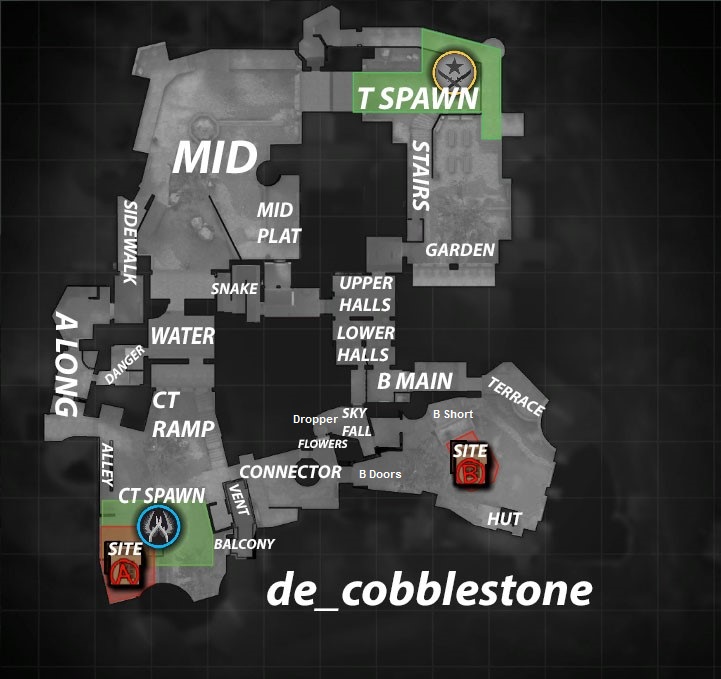 T SPAWN
MID
STAIRS
MID
PLAT
SIDEWALK
GARDEN
SNAKE
UPPER
HALLS
A LONG
WATER
LOWER
HALLS
DANGER
B MAIN
TERRACE
CT
RAMP
Dropper
SKY
FALL
B Short
FLOWERS
ALLEY
SITE
B
CONNECTOR
B Doors
CT SPAWN
VENT
HUT
BALCONY
SITE
A
de_cobblestone